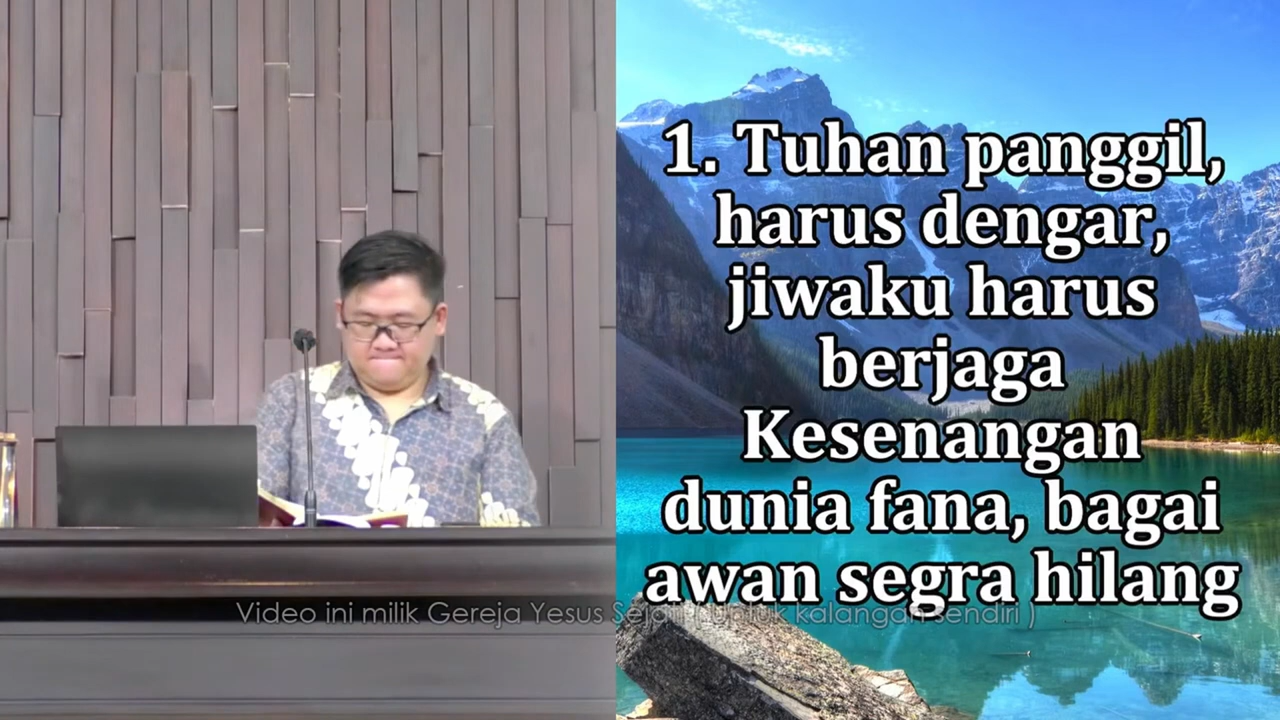 1. Tuhan panggil,
harus dengar,
jiwaku harus
berjaga
Kesenangan
dunia fana, bagai
awan segra hilang
Video ini milik Gereja Yesus Sejati ( untuk kalangan sendiri )